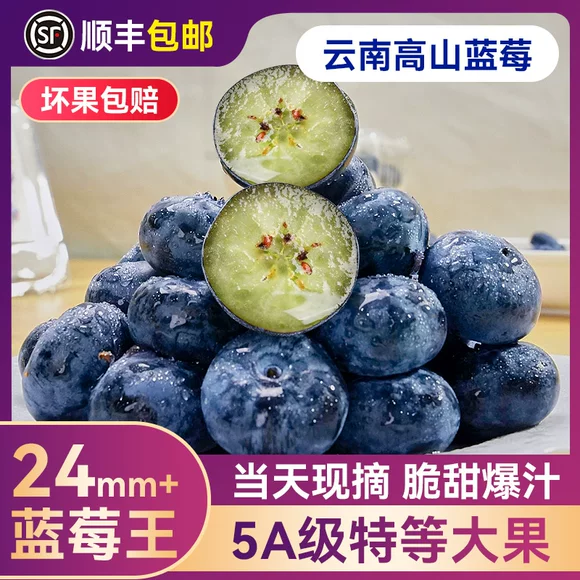 SF 顺丰包邮
云南高山蓝莓
坏果包赔
24mm+
蓝莓王
当天现摘 脆甜爆汁
5A级特等大果